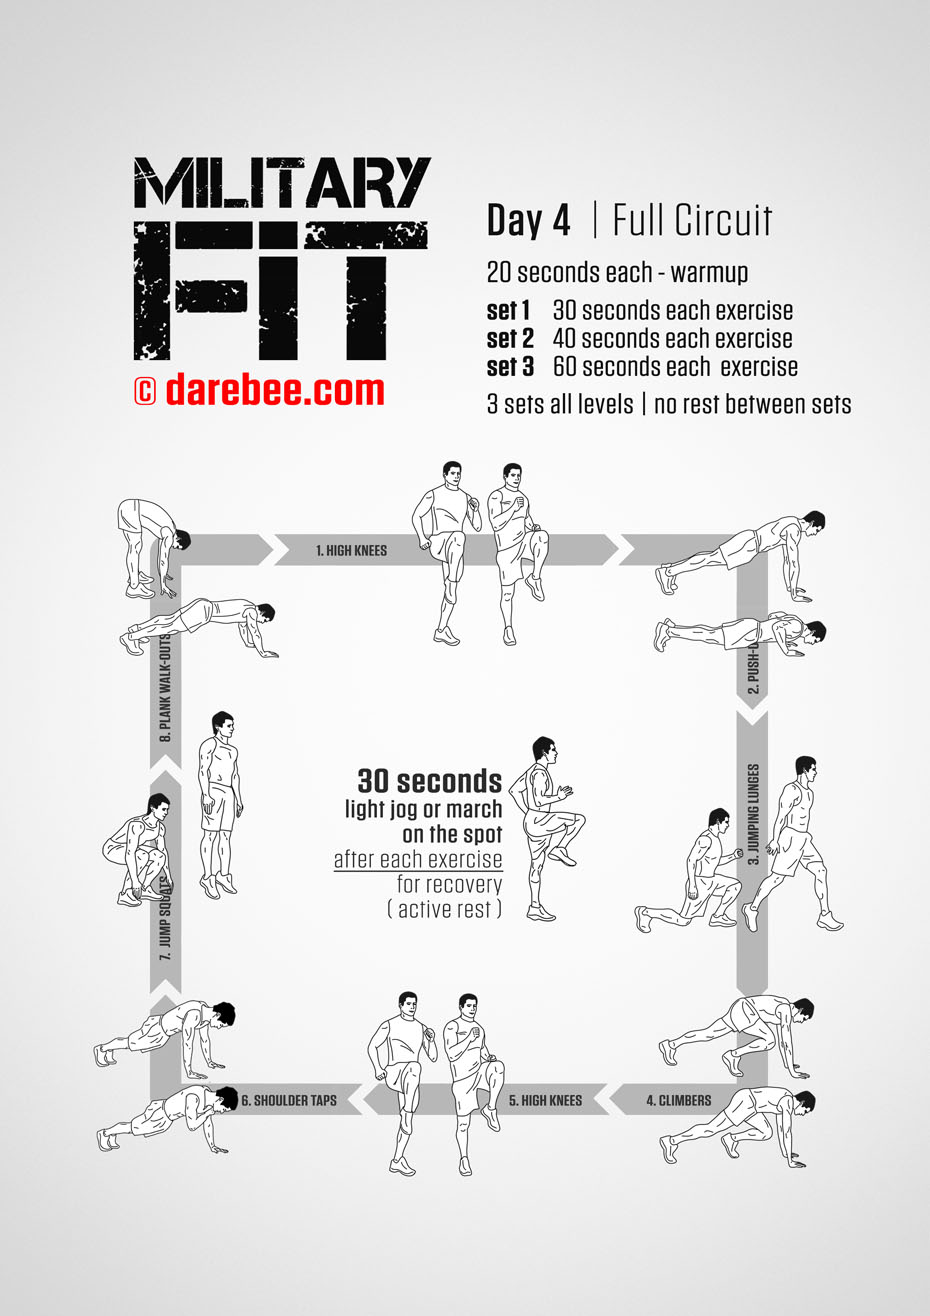 MILITARY
FIT
© darebee.com
Day 4 | Full Circuit
20 seconds each - warmup
set 1 30 seconds each exercise
set 2 40 seconds each exercise
set 3 60 seconds each exercise
3 sets all levels | no rest between sets
1. HIGH KNEES
2. PUSH-
3. JUMPING LUNGES
4. CLIMBERS
5. HIGH KNEES
6. SHOULDER TAPS
7. JUMP SQUATS
8. PLANK WALK-OUTS
30 seconds
light jog or march
on the spot
after each exercise
for recovery
( active rest )